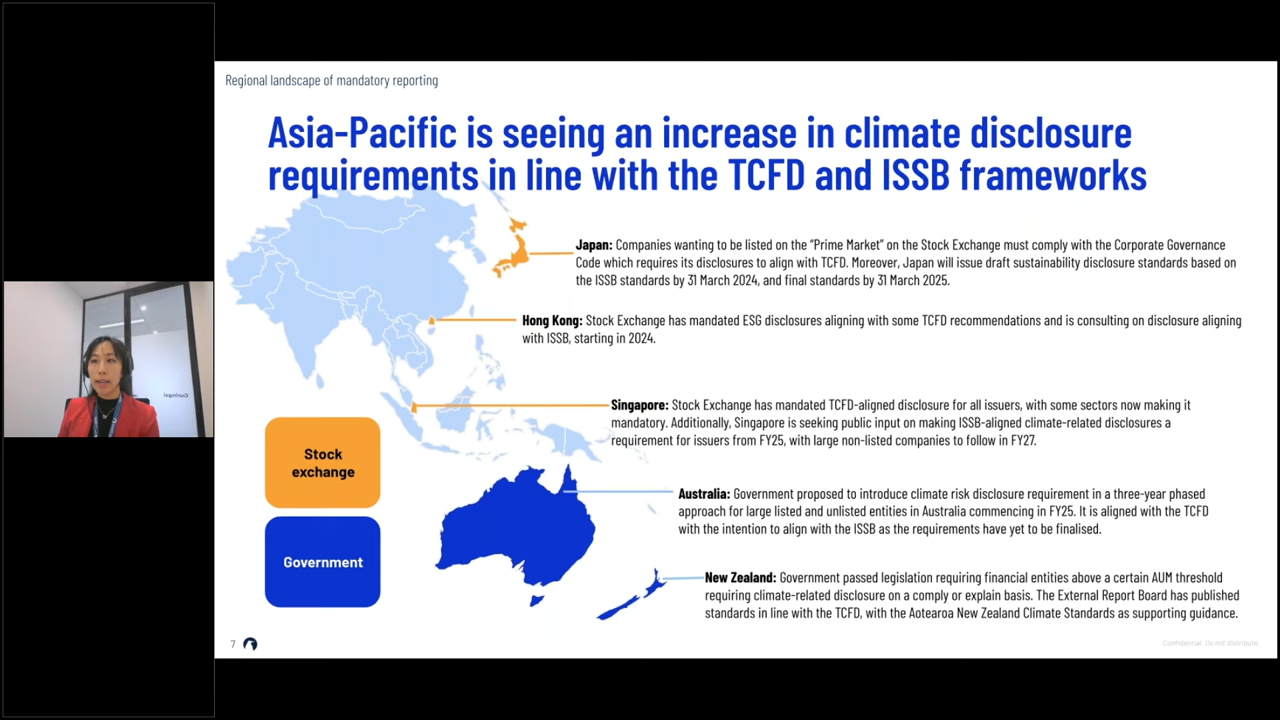 Regional landscape of mandatory reporting
Asia-Pacific is seeing an increase in climate disclosure
requirements in line with the TCFD and ISSB frameworks
Japan: Companies wanting to be listed on the "Prime Market" on the Stock Exchange must comply with the Corporate Governance
Code which requires its disclosures to align with TCFD. Moreover, Japan will issue draft sustainability disclosure standards based on
the ISSB standards by 31 March 2024, and final standards by 31 March 2025.
Hong Kong: Stock Exchange has mandated ESG disclosures aligning with some TCFD recommendations and is consulting on disclosure aligning
with ISSB, starting in 2024.
Singapore: Stock Exchange has mandated TCFD-aligned disclosure for all issuers, with some sectors now making it
mandatory. Additionally, Singapore is seeking public input on making ISSB-aligned climate-related disclosures a
requirement for issuers from FY25, with large non-listed companies to follow in FY27.
Stock
exchange
Australia: Government proposed to introduce climate risk disclosure requirement in a three-year phased
approach for large listed and unlisted entities in Australia commencing in FY25. It is aligned with the TCFD
with the intention to align with the ISSB as the requirements have yet to be finalised.
Government
New Zealand: Government passed legislation requiring financial entities above a certain AUM threshold
requiring climate-related disclosure on a comply or explain basis. The External Report Board has published
standards in line with the TCFD, with the Aotearoa New Zealand Climate Standards as supporting guidance.
7
Confidential. Do not distribute.